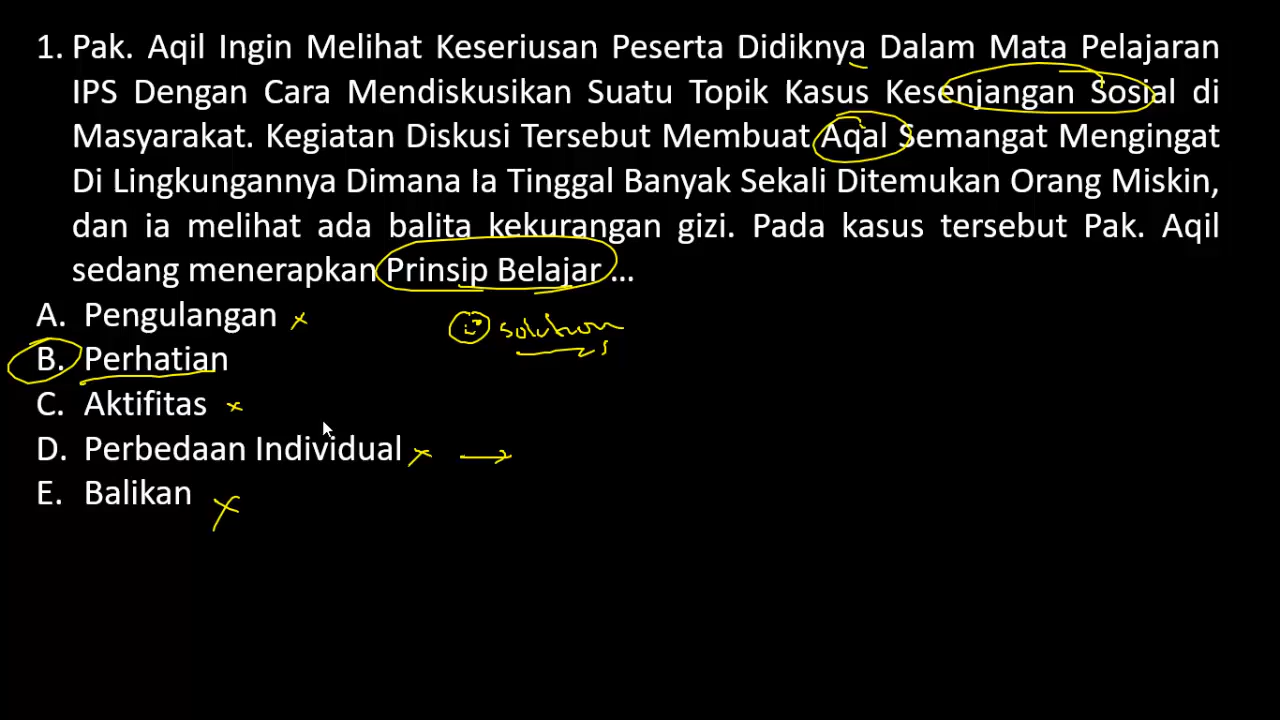 1. Pak. Aqil Ingin Melihat Keseriusan Peserta Didiknya Dalam Mata Pelajaran
IPS Dengan Cara Mendiskusikan Suatu Topik Kasus Kesenjangan Sosial di
Masyarakat. Kegiatan Diskusi Tersebut Membuat Aqal Semangat Mengingat
Di Lingkungannya Dimana Ia Tinggal Banyak Sekali Ditemukan Orang Miskin,
dan ia melihat ada balita kekurangan gizi. Pada kasus tersebut Pak. Aqil
sedang menerapkan Prinsip Belajar ...
A. Pengulangan x
solution
B. Perhatian
C. Aktifitas x
D. Perbedaan Individual x →
E. Balikan x